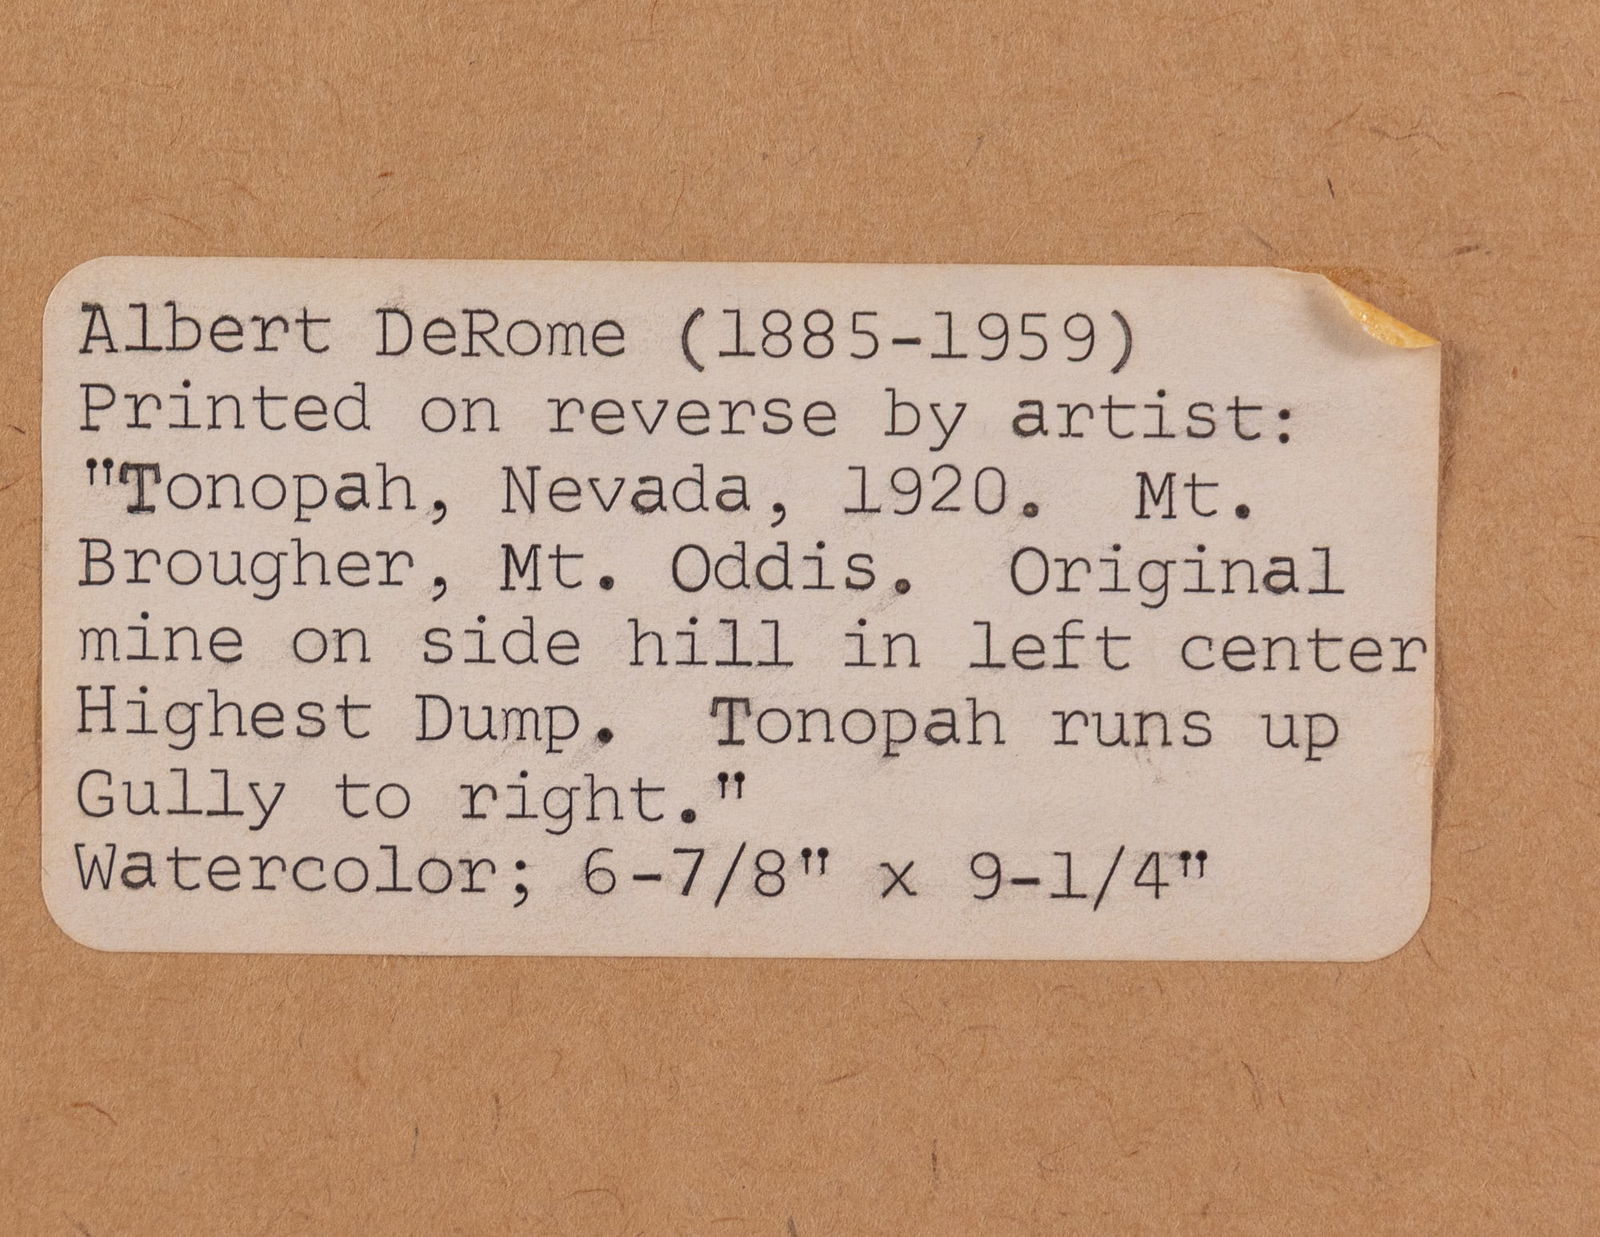 Albert DeRome (1885-1959)
Printed on reverse by artist:
"Tonopah, Nevada, 1920.  Mt.
Brougher, Mt. Oddis.  Original
mine on side hill in left center
Highest Dump.  Tonopah runs up
Gully to right."
Watercolor; 6-7/8" x 9-1/4"